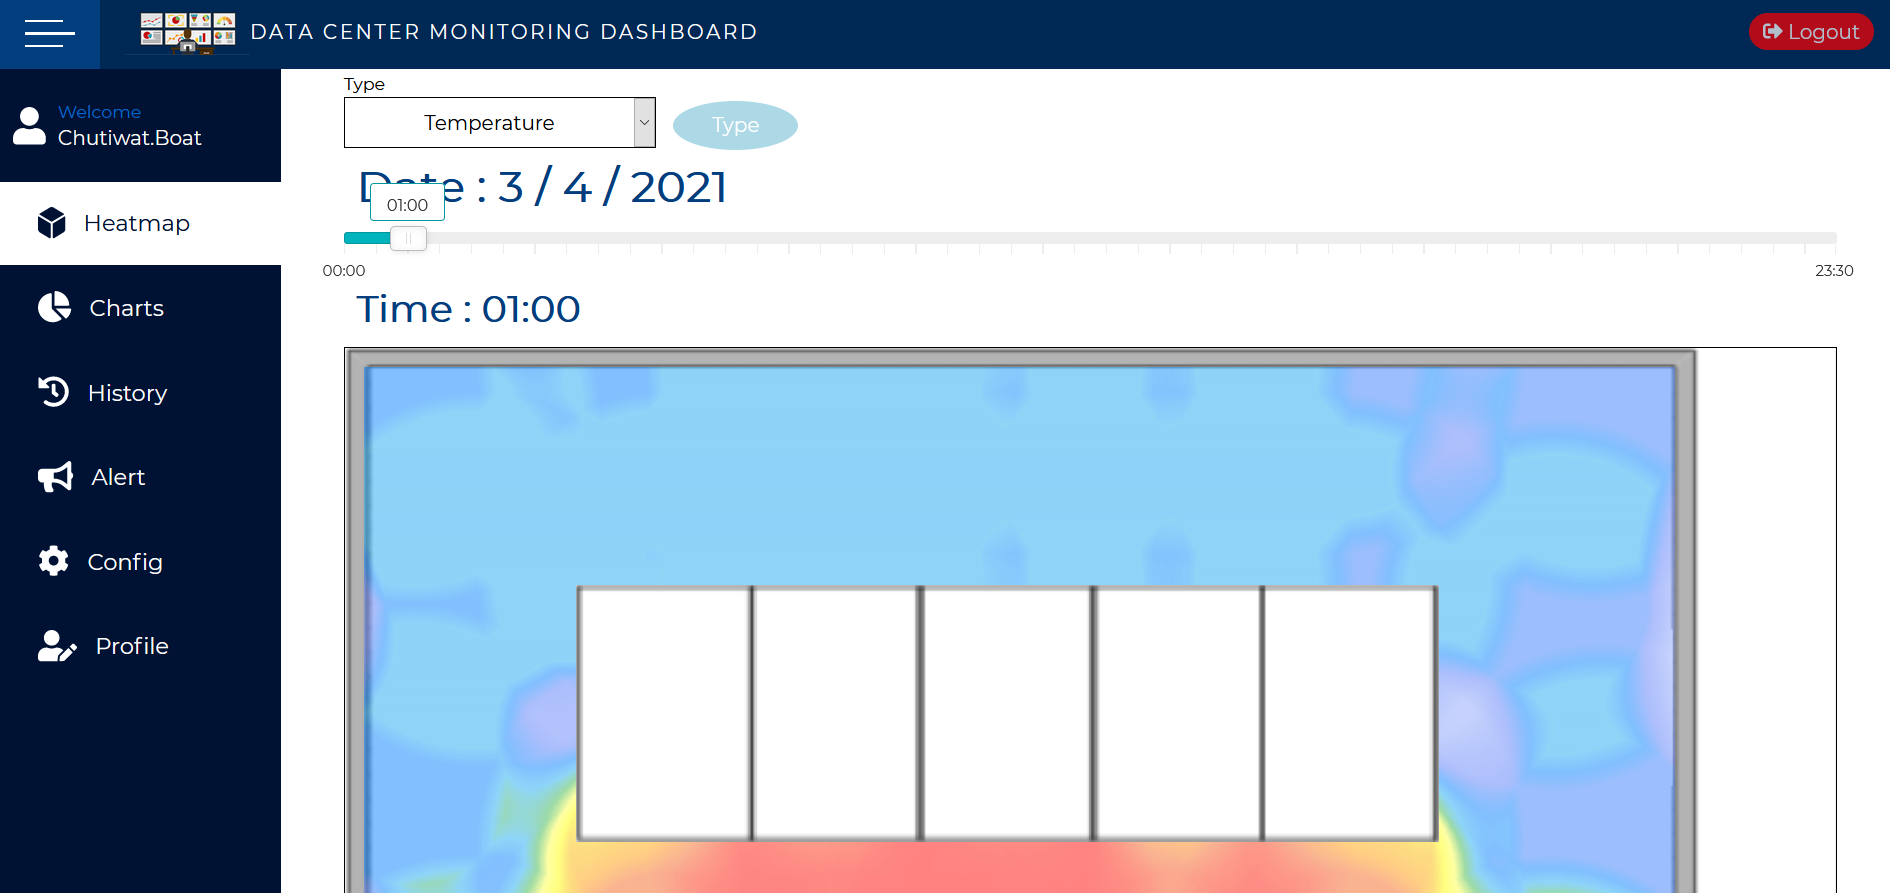 DATA CENTER MONITORING DASHBOARD
Logout
Welcome
Chutiwat.Boat
Heatmap
Charts
History
Alert
Config
Profile
Type
Temperature
Type
Date : 3 / 4 / 2021
01:00
00:00
23:30
Time : 01:00